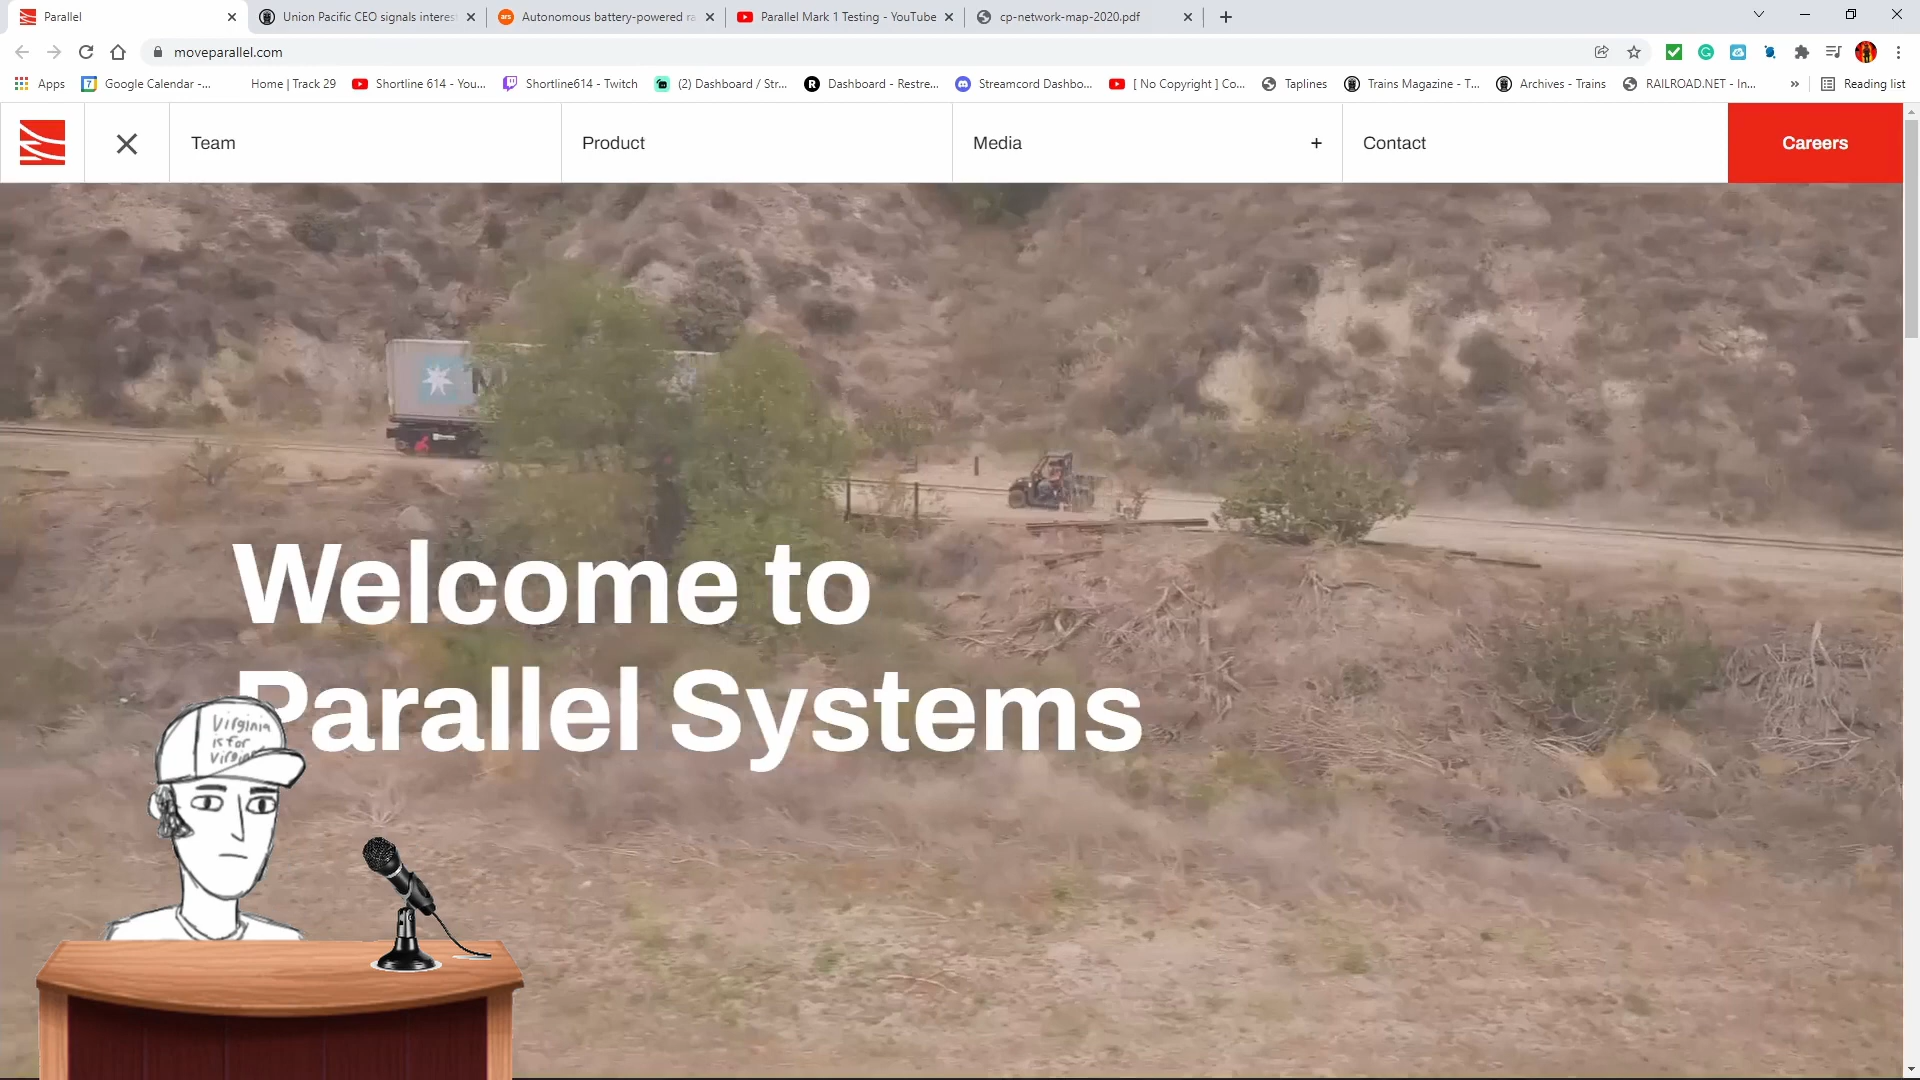 Parallel
Union Pacific CEO signals interes
ars Autonomous battery-powered ra
Parallel Mark 1 Testing - YouTube
cp-network-map-2020.pdf
moveparallel.com
Apps
7 Google Calendar -...
Home | Track 29
Shortline 614 - You...
Shortline614 - Twitch
(2) Dashboard / Str...
R Dashboard - Restre...
Streamcord Dashbo...
[ No Copyright ] Co...
Taplines
Trains Magazine - T...
Archives - Trains
RAILROAD.NET - In...
»
Reading list
Team
Product
Media +
Contact
Careers
M
Welcome to
Parallel Systems
Virginia
is for
Virgin